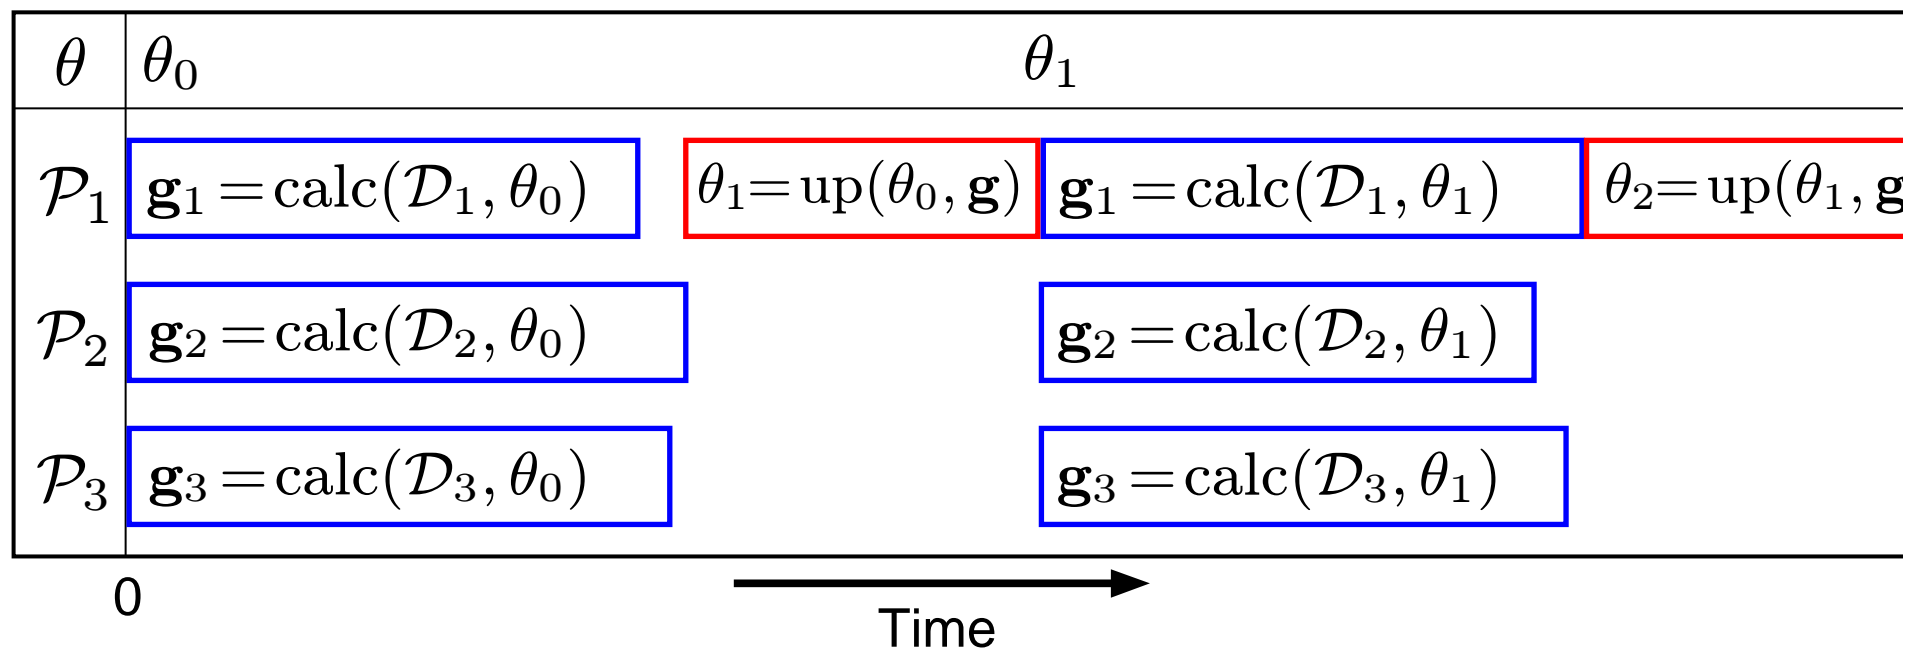 θ θ₀ θ₁
𝒫₁ 𝐠₁ = calc(𝒟₁, θ₀) θ₁ = up(θ₀, 𝐠) 𝐠₁ = calc(𝒟₁, θ₁) θ₂ = up(θ₁, 𝐠
𝒫₂ 𝐠₂ = calc(𝒟₂, θ₀) 𝐠₂ = calc(𝒟₂, θ₁)
𝒫₃ 𝐠₃ = calc(𝒟₃, θ₀) 𝐠₃ = calc(𝒟₃, θ₁)
0
Time